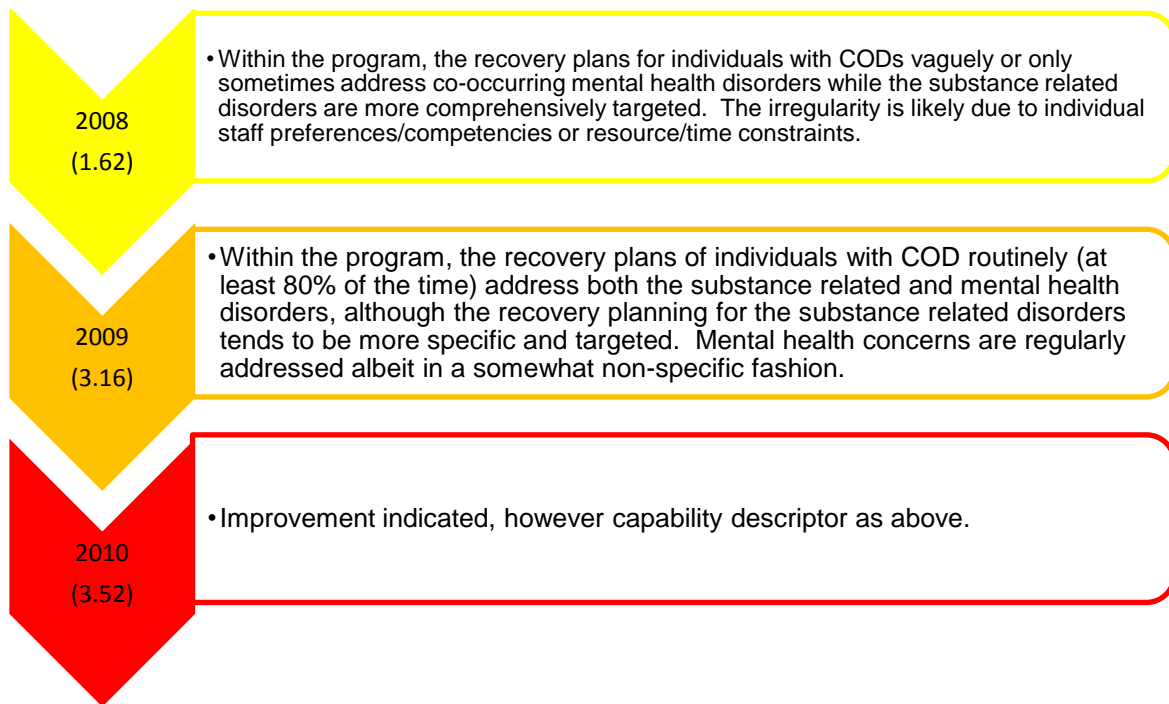 2008
(1.62)
•Within the program, the recovery plans for individuals with CODs vaguely or only
sometimes address co-occurring mental health disorders while the substance related
disorders are more comprehensively targeted.  The irregularity is likely due to individual
staff preferences/competencies or resource/time constraints.
2009
(3.16)
•Within the program, the recovery plans of individuals with COD routinely (at
least 80% of the time) address both the substance related and mental health
disorders, although the recovery planning for the substance related disorders
tends to be more specific and targeted.  Mental health concerns are regularly
addressed albeit in a somewhat non-specific fashion.
2010
(3.52)
•Improvement indicated, however capability descriptor as above.